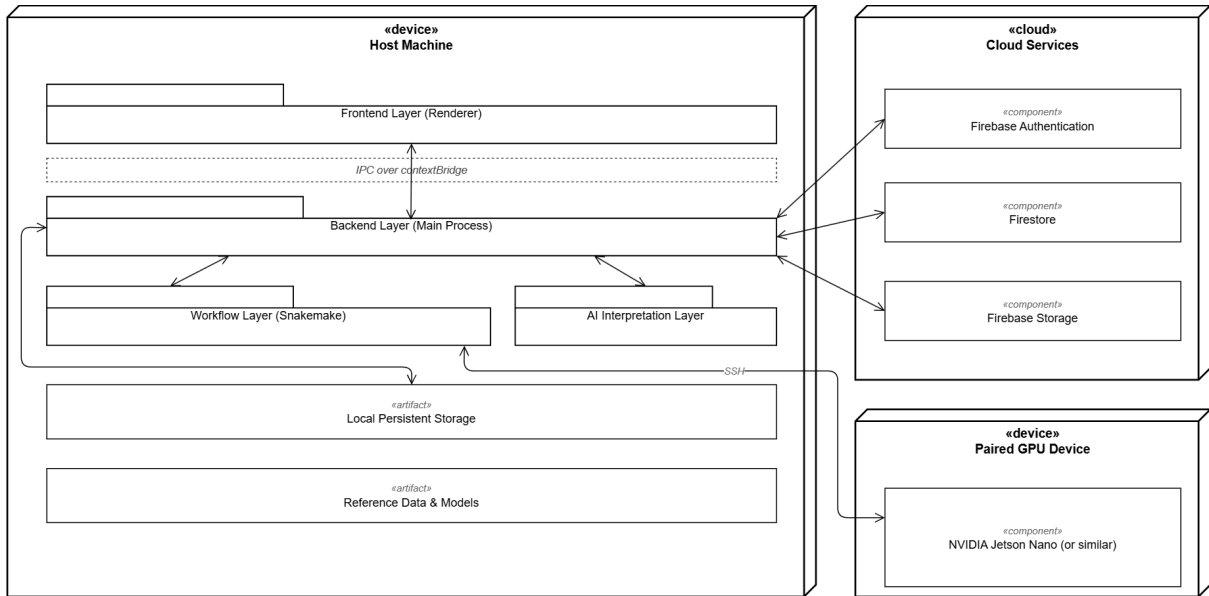 «device»
Host Machine
Frontend Layer (Renderer)
IPC over contextBridge
Backend Layer (Main Process)
Workflow Layer (Snakemake)
AI Interpretation Layer
SSH
«artifact»
Local Persistent Storage
«artifact»
Reference Data & Models
«cloud»
Cloud Services
«component»
Firebase Authentication
«component»
Firestore
«component»
Firebase Storage
«device»
Paired GPU Device
«component»
NVIDIA Jetson Nano (or similar)